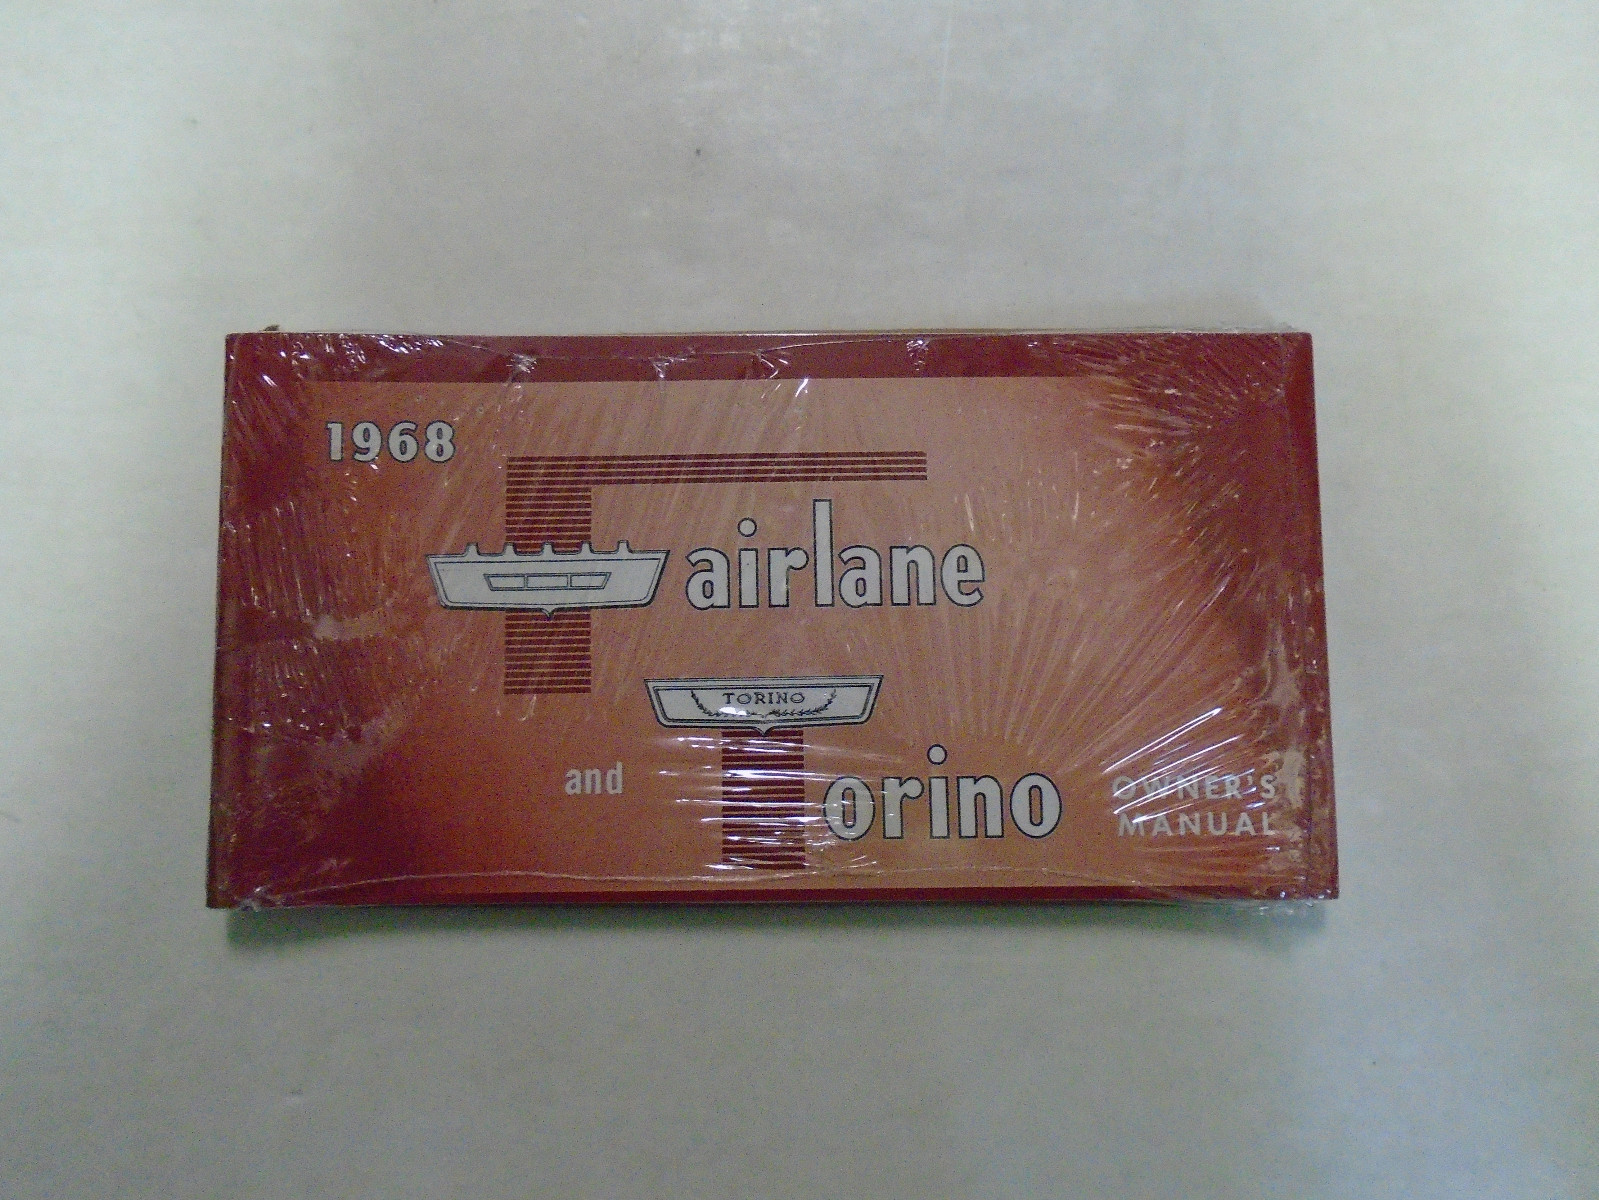 1968
Fairlane
TORINO
and Torino
OWNER'S
MANUAL